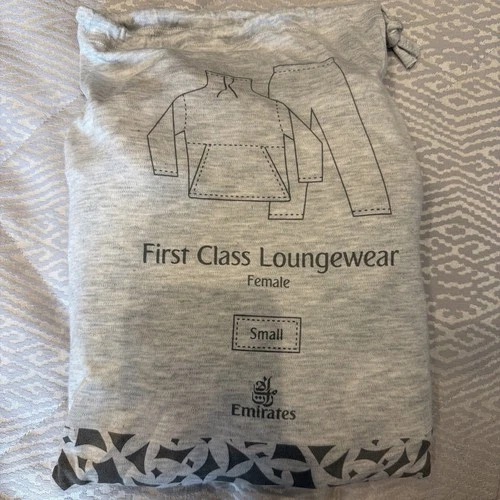 First Class Loungewear
Female
Small
Emirates